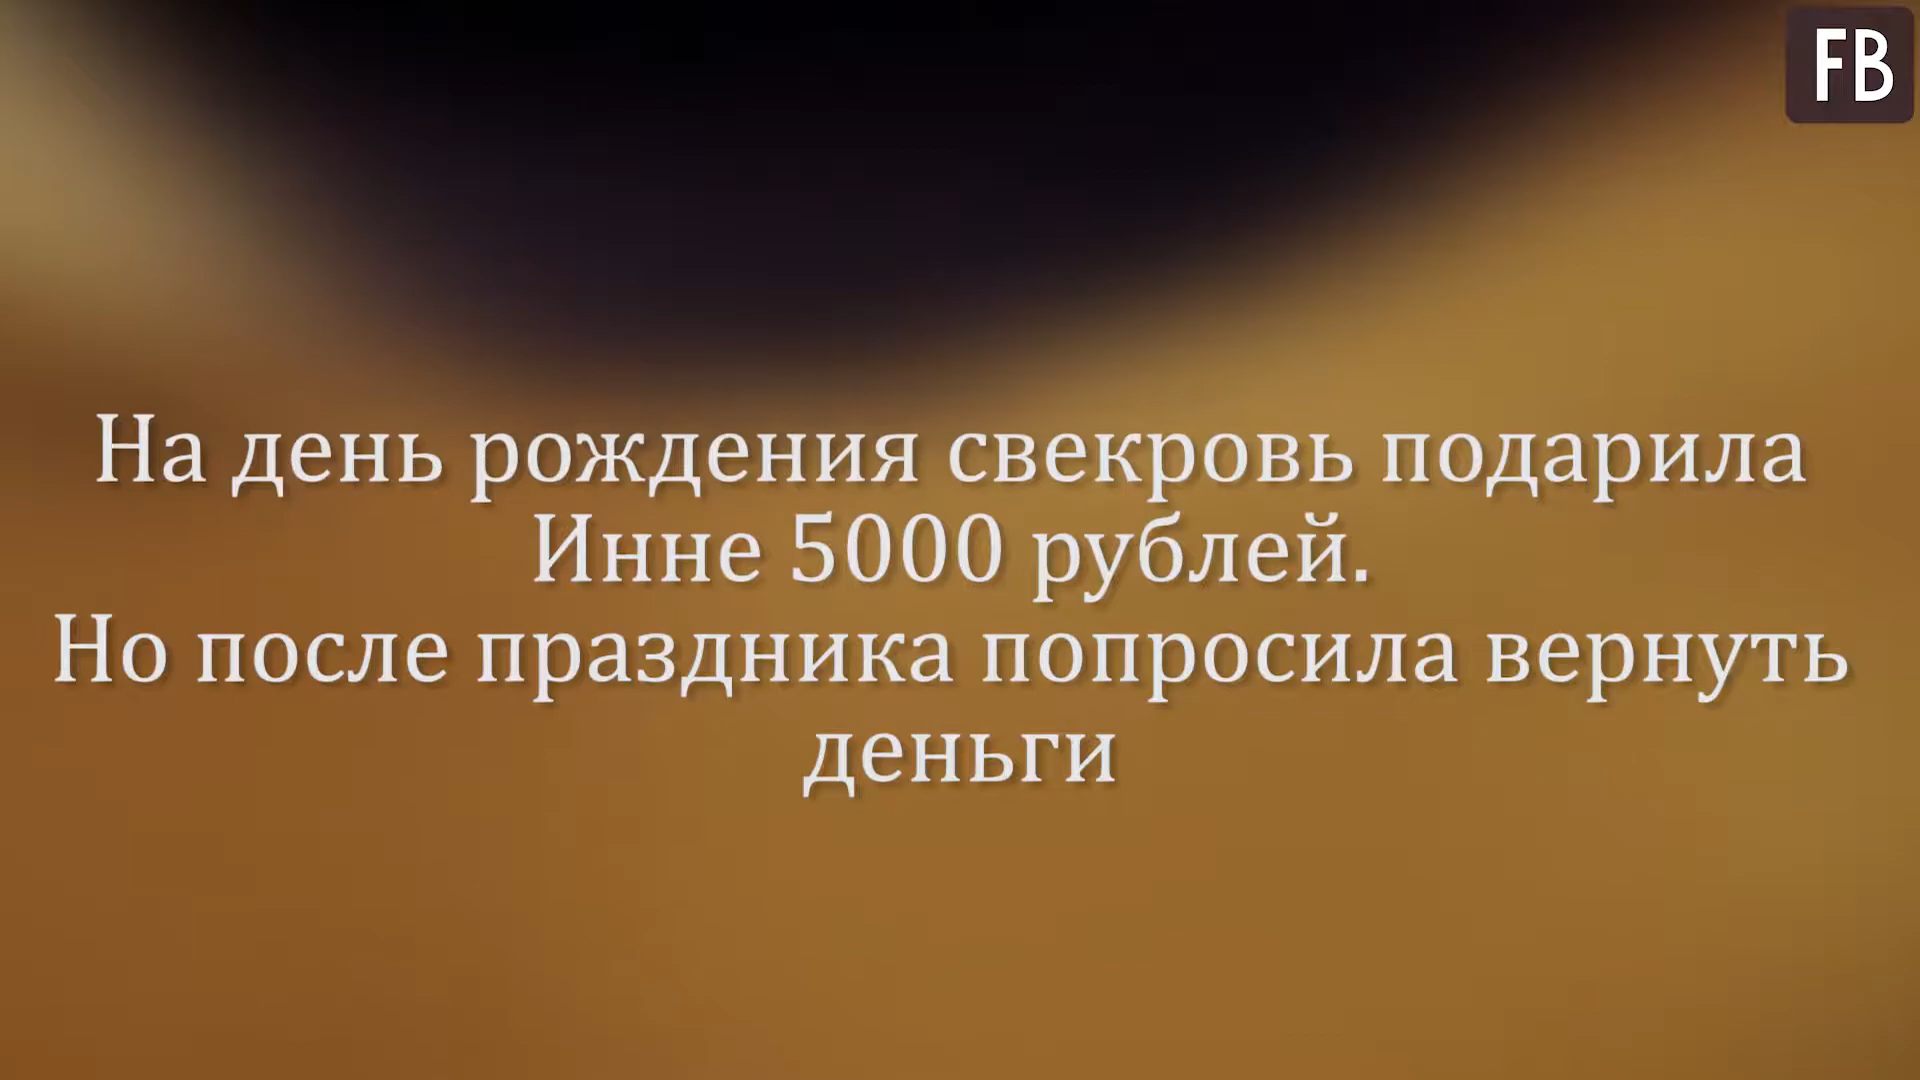 FB
На день рождения свекровь подарила
Инне 5000 рублей.
Но после праздника попросила вернуть
деньги